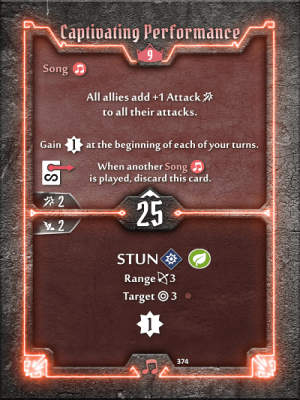 Captivating Performance
9
Song
All allies add +1 Attack
to all their attacks.
Gain 1 at the beginning of each of your turns.
When another Song
is played, discard this card.
2
25
2
STUN
Range 3
Target 3
1
374